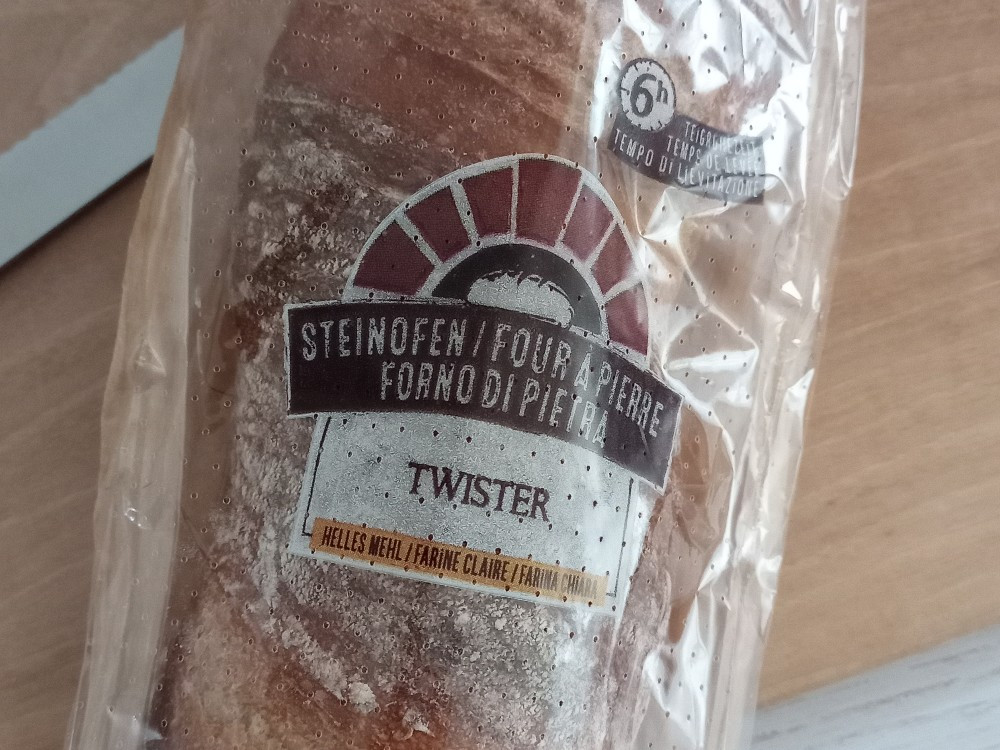 6h
TEIGRUHEZEIT
TEMPS DE LEVÉE
TEMPO DI LIEVITAZIONE
STEINOFEN / FOUR À PIERRE
FORNO DI PIETRA
TWISTER
HELLES MEHL / FARINE CLAIRE / FARINA CHIARA